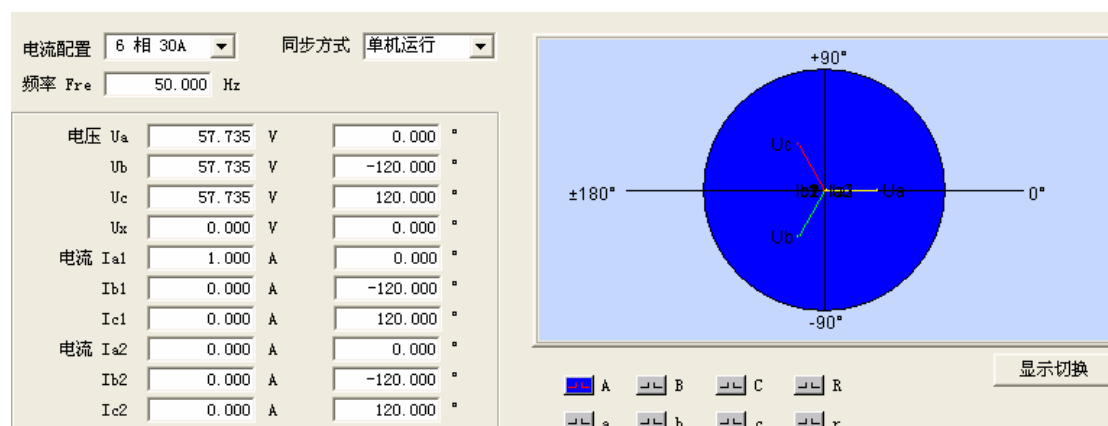 电流配置 6 相 30A 同步方式 单机运行
频率 Fre 50.000 Hz
电压 Ua 57.735 V 0.000 °
Ub 57.735 V -120.000 °
Uc 57.735 V 120.000 °
Ux 0.000 V 0.000 °
电流 Ia1 1.000 A 0.000 °
Ib1 0.000 A -120.000 °
Ic1 0.000 A 120.000 °
电流 Ia2 0.000 A 0.000 °
Ib2 0.000 A -120.000 °
Ic2 0.000 A 120.000 °
+90°
Uc
±180° Ua 0°
Ub
-90°
显示切换
A B C R
a b c r